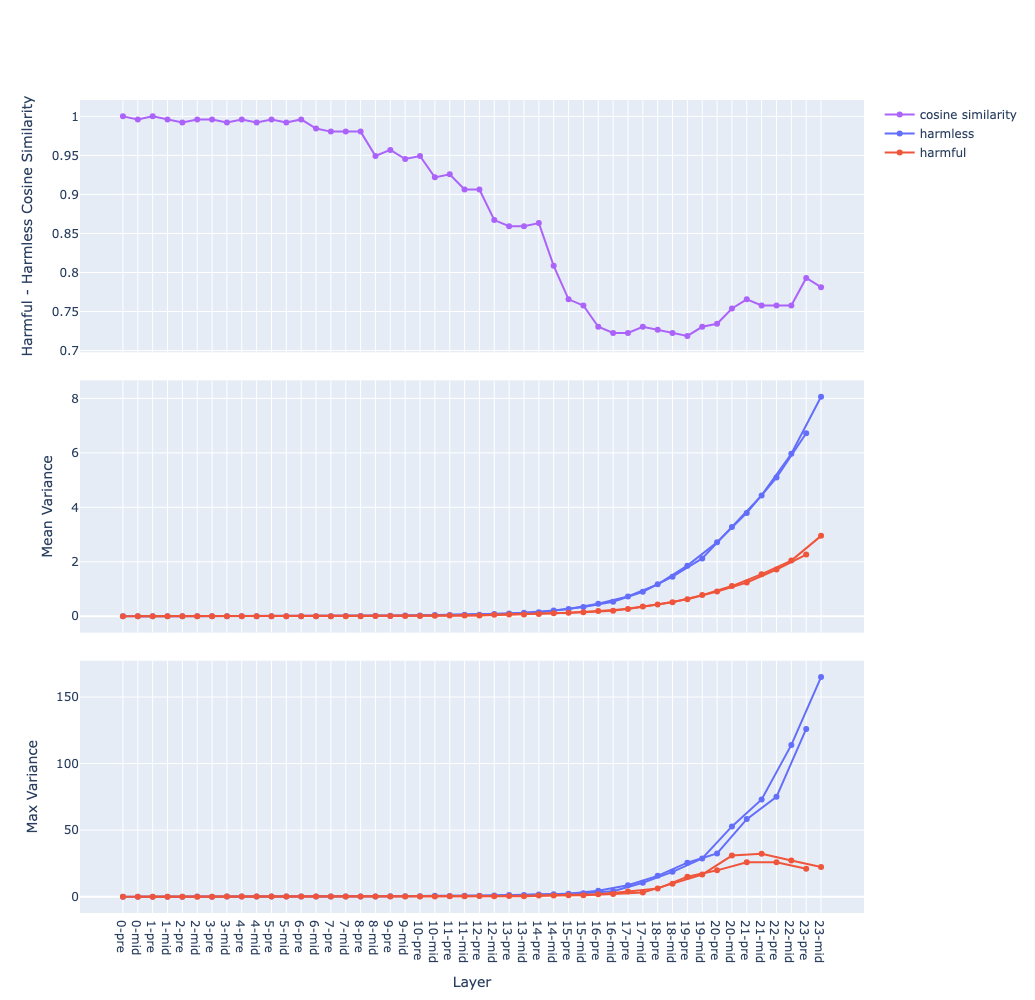 cosine similarity
harmless
harmful
Harmful - Harmless Cosine Similarity
1
0.95
0.9
0.85
0.8
0.75
0.7
Mean Variance
8
6
4
2
0
Max Variance
150
100
50
0
0-pre
0-mid
1-pre
1-mid
2-pre
2-mid
3-pre
3-mid
4-pre
4-mid
5-pre
5-mid
6-pre
6-mid
7-pre
7-mid
8-pre
8-mid
9-pre
9-mid
10-pre
10-mid
11-pre
11-mid
12-pre
12-mid
13-pre
13-mid
14-pre
14-mid
15-pre
15-mid
16-pre
16-mid
17-pre
17-mid
18-pre
18-mid
19-pre
19-mid
20-pre
20-mid
21-pre
21-mid
22-pre
22-mid
23-pre
23-mid
Layer